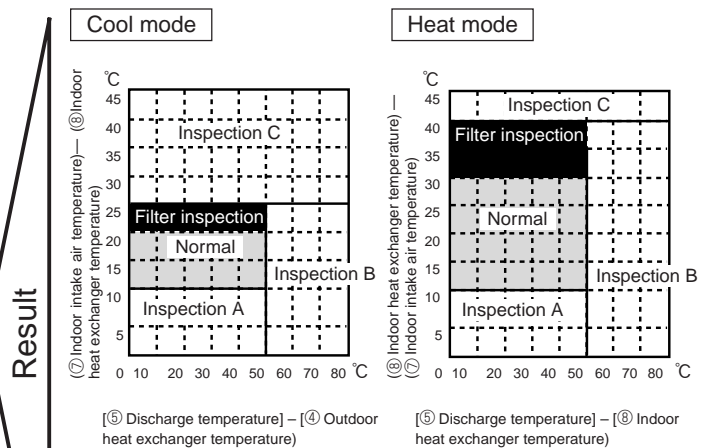 Result
Cool mode
(⑦ Indoor intake air temperature) — (⑧Indoor
heat exchanger temperature)
℃
45
40
35
30
25
20
15
10
5
0 10 20 30 40 50 60 70 80 ℃
Inspection C
Filter inspection
Normal
Inspection B
Inspection A
[⑤ Discharge temperature] – [④ Outdoor
heat exchanger temperature)
Heat mode
(⑧ Indoor heat exchanger temperature) —
(⑦ Indoor intake air temperature)
℃
45
40
35
30
25
20
15
10
5
0 10 20 30 40 50 60 70 80 ℃
Inspection C
Filter inspection
Normal
Inspection B
Inspection A
[⑤ Discharge temperature] – [⑧ Indoor
heat exchanger temperature)